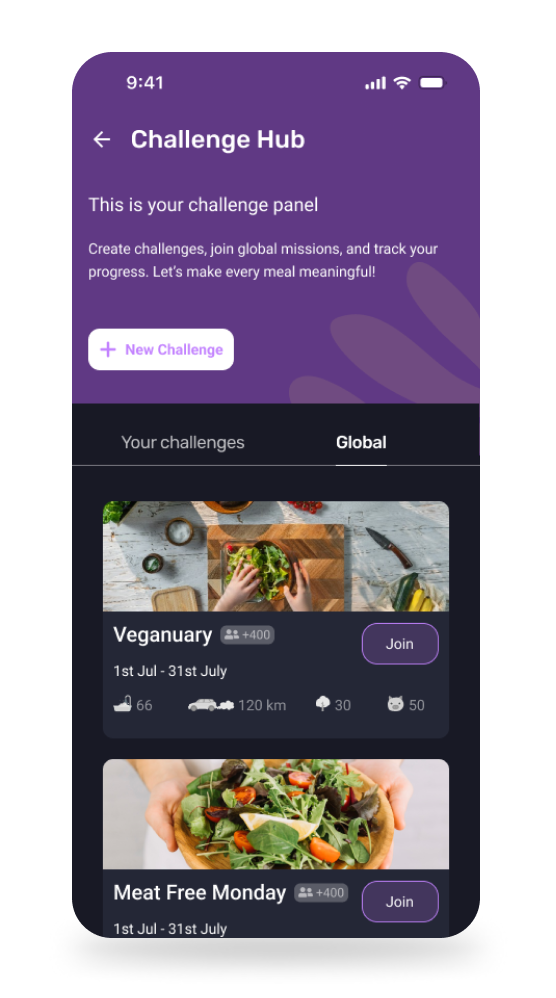 9:41
Challenge Hub
This is your challenge panel
Create challenges, join global missions, and track your
progress. Let's make every meal meaningful!
New Challenge
Your challenges Global
Veganuary +400 Join
1st Jul - 31st July
66 120 km 30 50
Meat Free Monday +400 Join
1st Jul - 31st July